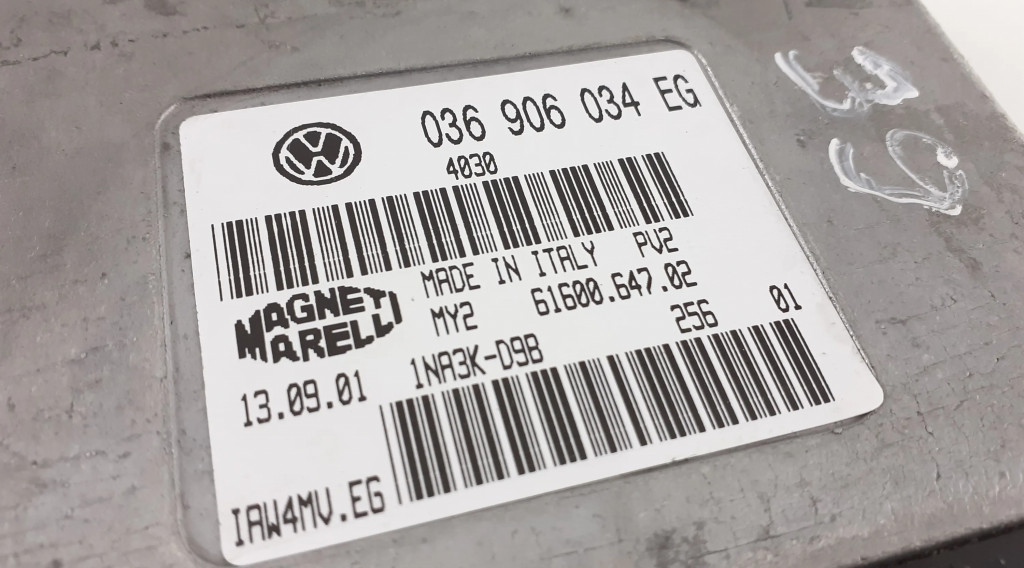 036 906 034 EG
4030
MADE IN ITALY PV2
MAGNETI MARELLI
MY2 61600.647.02
13.09.01 1NA3K-D9B 256 01
IAW4MV.EG